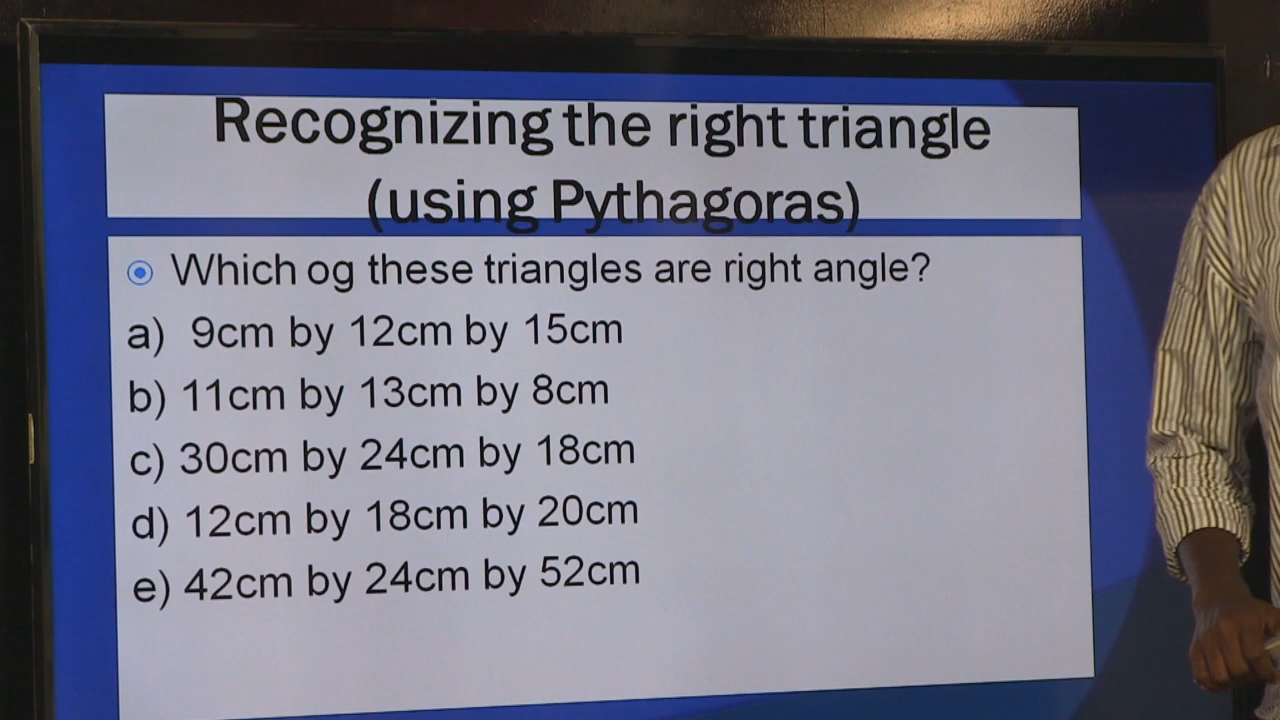 Recognizing the right triangle
(using Pythagoras)
Which og these triangles are right angle?
a) 9cm by 12cm by 15cm
b) 11cm by 13cm by 8cm
c) 30cm by 24cm by 18cm
d) 12cm by 18cm by 20cm
e) 42cm by 24cm by 52cm